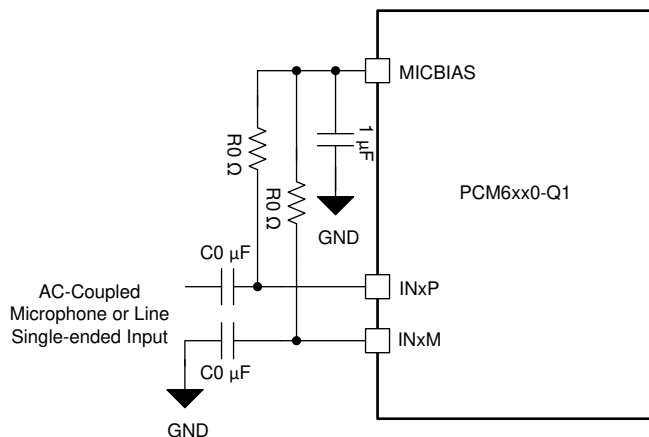 MICBIAS
R0 Ω
R0 Ω
1 µF
GND
PCM6xx0-Q1
C0 µF
AC-Coupled
Microphone or Line
Single-ended Input
INxP
INxM
C0 µF
GND